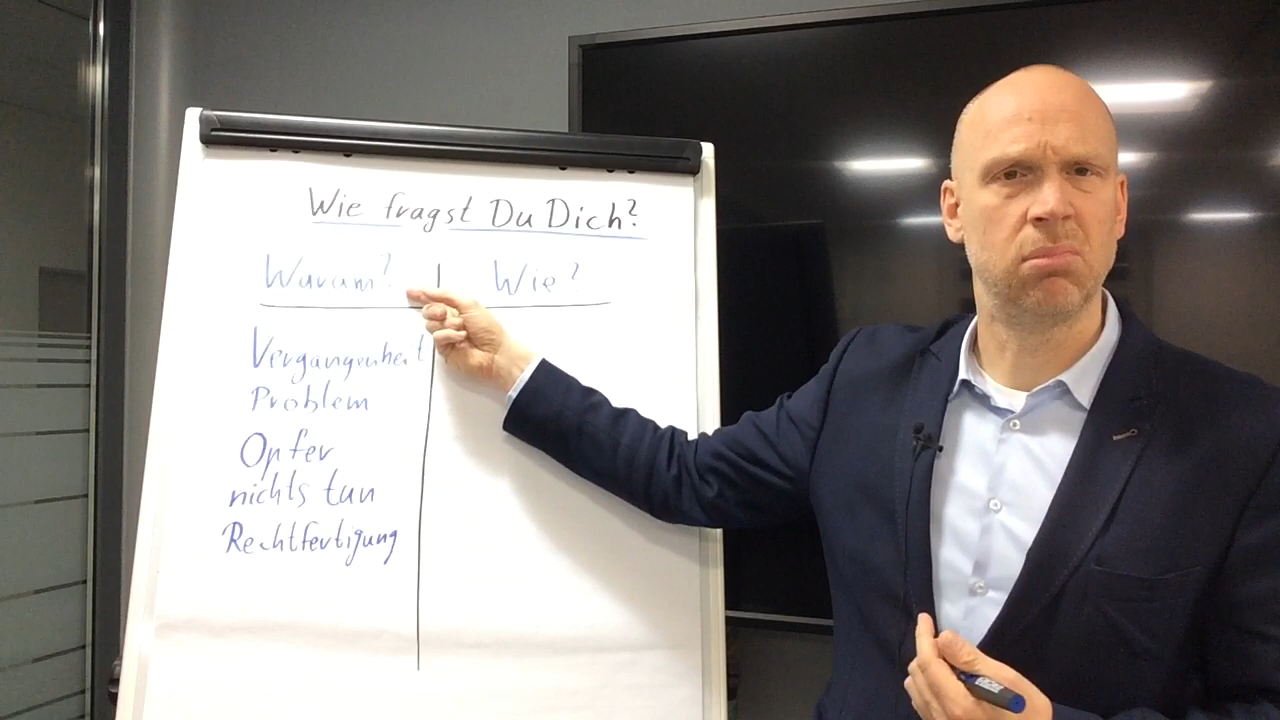 Wie fragst Du Dich?
Warum? | Wie?
Vergangenheit
Problem
Opfer
nichts tun
Rechtfertigung